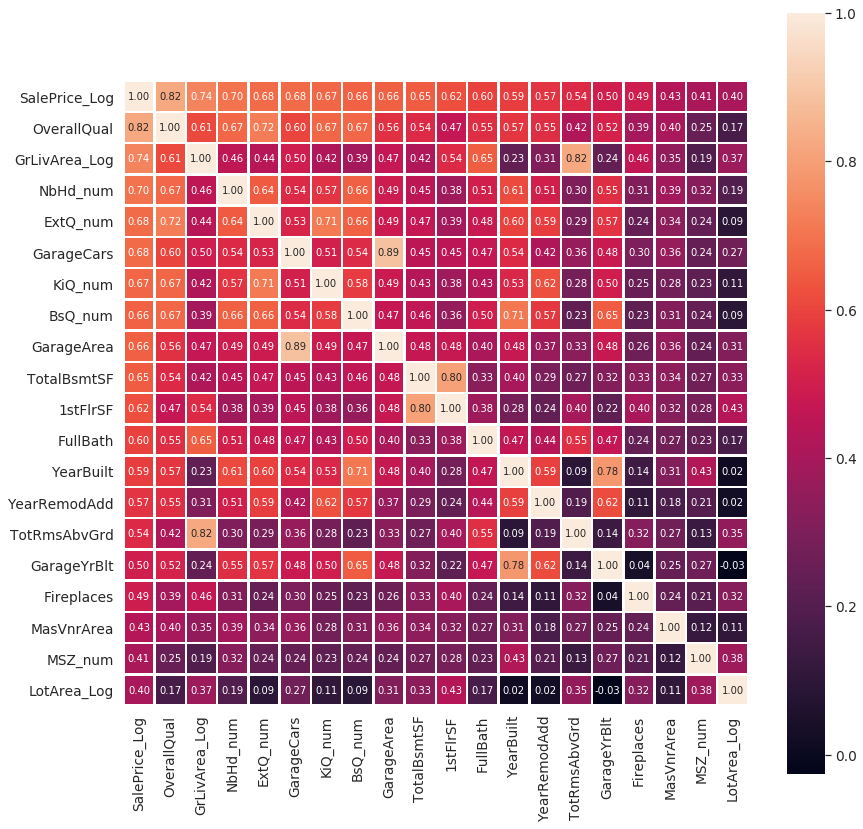 1.0
SalePrice_Log 1.00 0.82 0.74 0.70 0.68 0.68 0.67 0.66 0.66 0.65 0.62 0.60 0.59 0.57 0.54 0.50 0.49 0.43 0.41 0.40
OverallQual 0.82 1.00 0.61 0.67 0.72 0.60 0.67 0.67 0.56 0.54 0.47 0.55 0.57 0.55 0.42 0.52 0.39 0.40 0.25 0.17
GrLivArea_Log 0.74 0.61 1.00 0.46 0.44 0.50 0.42 0.39 0.47 0.42 0.54 0.65 0.23 0.31 0.82 0.24 0.46 0.35 0.19 0.37
0.8
NbHd_num 0.70 0.67 0.46 1.00 0.64 0.54 0.57 0.66 0.49 0.45 0.38 0.51 0.61 0.51 0.30 0.55 0.31 0.39 0.32 0.19
ExtQ_num 0.68 0.72 0.44 0.64 1.00 0.53 0.71 0.66 0.49 0.47 0.39 0.48 0.60 0.59 0.29 0.57 0.24 0.34 0.24 0.09
GarageCars 0.68 0.60 0.50 0.54 0.53 1.00 0.51 0.54 0.89 0.45 0.45 0.47 0.54 0.42 0.36 0.48 0.30 0.36 0.24 0.27
KiQ_num 0.67 0.67 0.42 0.57 0.71 0.51 1.00 0.58 0.49 0.43 0.38 0.43 0.53 0.62 0.28 0.50 0.25 0.28 0.23 0.11
BsQ_num 0.66 0.67 0.39 0.66 0.66 0.54 0.58 1.00 0.47 0.46 0.36 0.50 0.71 0.57 0.23 0.65 0.23 0.31 0.24 0.09
0.6
GarageArea 0.66 0.56 0.47 0.49 0.49 0.89 0.49 0.47 1.00 0.48 0.48 0.40 0.48 0.37 0.33 0.48 0.26 0.36 0.24 0.31
TotalBsmtSF 0.65 0.54 0.42 0.45 0.47 0.45 0.43 0.46 0.48 1.00 0.80 0.33 0.40 0.29 0.27 0.32 0.33 0.34 0.27 0.33
1stFlrSF 0.62 0.47 0.54 0.38 0.39 0.45 0.38 0.36 0.48 0.80 1.00 0.38 0.28 0.24 0.40 0.22 0.40 0.32 0.28 0.43
FullBath 0.60 0.55 0.65 0.51 0.48 0.47 0.43 0.50 0.40 0.33 0.38 1.00 0.47 0.44 0.55 0.47 0.24 0.27 0.23 0.17
0.4
YearBuilt 0.59 0.57 0.23 0.61 0.60 0.54 0.53 0.71 0.48 0.40 0.28 0.47 1.00 0.59 0.09 0.78 0.14 0.31 0.43 0.02
YearRemodAdd 0.57 0.55 0.31 0.51 0.59 0.42 0.62 0.57 0.37 0.29 0.24 0.44 0.59 1.00 0.19 0.62 0.11 0.18 0.21 0.02
TotRmsAbvGrd 0.54 0.42 0.82 0.30 0.29 0.36 0.28 0.23 0.33 0.27 0.40 0.55 0.09 0.19 1.00 0.14 0.32 0.27 0.13 0.35
GarageYrBlt 0.50 0.52 0.24 0.55 0.57 0.48 0.50 0.65 0.48 0.32 0.22 0.47 0.78 0.62 0.14 1.00 0.04 0.25 0.27 -0.03
Fireplaces 0.49 0.39 0.46 0.31 0.24 0.30 0.25 0.23 0.26 0.33 0.40 0.24 0.14 0.11 0.32 0.04 1.00 0.24 0.21 0.32
0.2
MasVnrArea 0.43 0.40 0.35 0.39 0.34 0.36 0.28 0.31 0.36 0.34 0.32 0.27 0.31 0.18 0.27 0.25 0.24 1.00 0.12 0.11
MSZ_num 0.41 0.25 0.19 0.32 0.24 0.24 0.23 0.24 0.24 0.27 0.28 0.23 0.43 0.21 0.13 0.27 0.21 0.12 1.00 0.38
LotArea_Log 0.40 0.17 0.37 0.19 0.09 0.27 0.11 0.09 0.31 0.33 0.43 0.17 0.02 0.02 0.35 -0.03 0.32 0.11 0.38 1.00
0.0
SalePrice_Log
OverallQual
GrLivArea_Log
NbHd_num
ExtQ_num
GarageCars
KiQ_num
BsQ_num
GarageArea
TotalBsmtSF
1stFlrSF
FullBath
YearBuilt
YearRemodAdd
TotRmsAbvGrd
GarageYrBlt
Fireplaces
MasVnrArea
MSZ_num
LotArea_Log